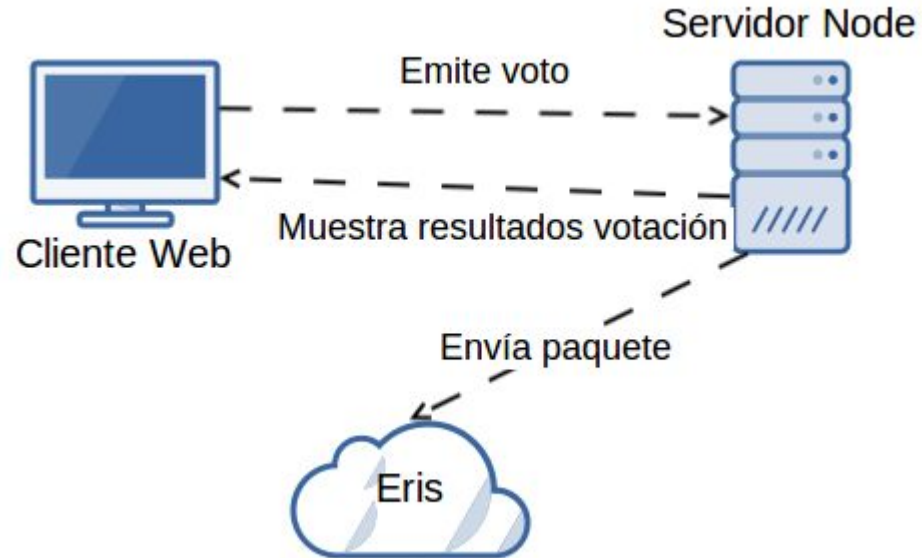 Servidor Node
Emite voto
Muestra resultados votación
Cliente Web
Envía paquete
Eris